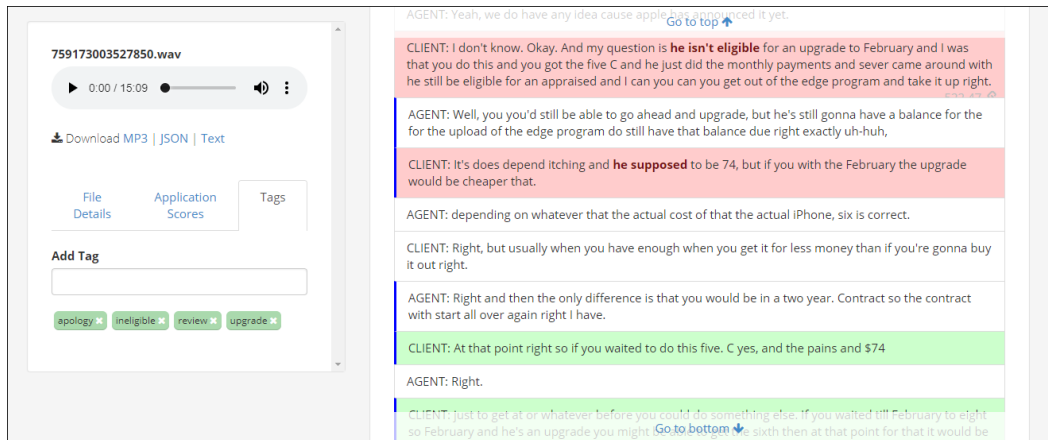 759173003527850.wav
0:00 / 15:09
Download MP3 | JSON | Text
File Details
Application Scores
Tags
Add Tag
apology ×
ineligible ×
review ×
upgrade ×
AGENT: Yeah, we do have any idea cause apple has announced it yet.
Go to top
CLIENT: I don't know. Okay. And my question is he isn't eligible for an upgrade to February and I was
that you do this and you got the five C and he just did the monthly payments and sever came around with
he still be eligible for an appraised and I can you can you get out of the edge program and take it up right.
AGENT: Well, you you'd still be able to go ahead and upgrade, but he's still gonna have a balance for the
for the upload of the edge program do still have that balance due right exactly uh-huh,
CLIENT: It's does depend itching and he supposed to be 74, but if you with the February the upgrade
would be cheaper that.
AGENT: depending on whatever that the actual cost of that the actual iPhone, six is correct.
CLIENT: Right, but usually when you have enough when you get it for less money than if you're gonna buy
it out right.
AGENT: Right and then the only difference is that you would be in a two year. Contract so the contract
with start all over again right I have.
CLIENT: At that point right so if you waited to do this five. C yes, and the pains and $74
AGENT: Right.
CLIENT: just to get at or whatever before you could do something else. If you waited till February to eight
Go to bottom
so February and he's an upgrade you might be able to get the sixth then at that point for that it would be